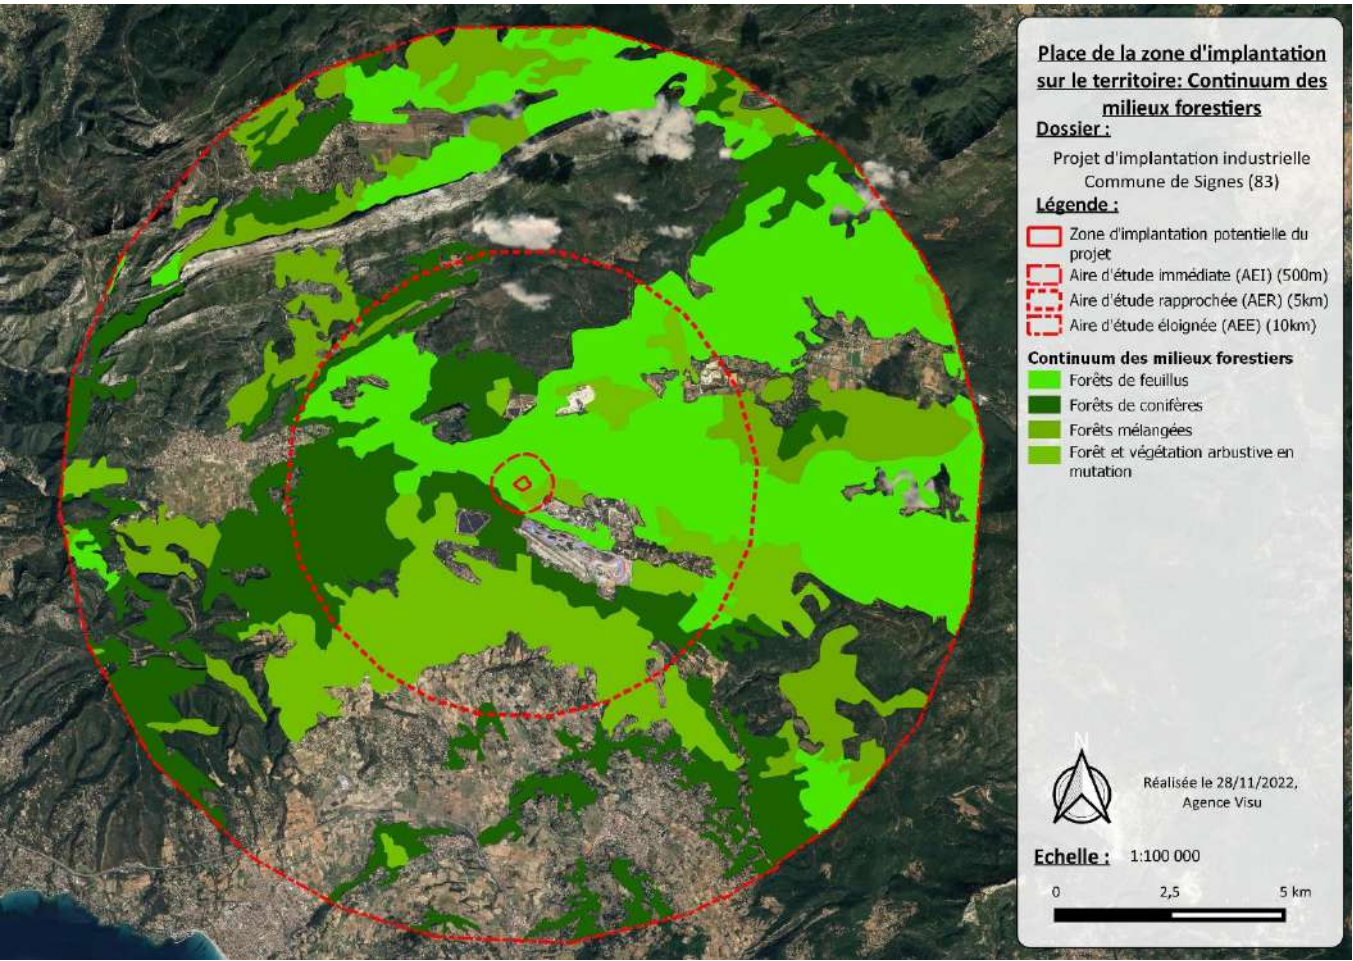 Place de la zone d'implantation
sur le territoire: Continuum des
milieux forestiers
Dossier :
Projet d'implantation industrielle
Commune de Signes (83)
Légende :
Zone d'implantation potentielle du
projet
Aire d'étude immédiate (AEI) (500m)
Aire d'étude rapprochée (AER) (5km)
Aire d'étude éloignée (AEE) (10km)
Continuum des milieux forestiers
Forêts de feuillus
Forêts de conifères
Forêts mélangées
Forêt et végétation arbustive en
mutation
N
Réalisée le 28/11/2022,
Agence Visu
Echelle : 1:100 000
0 2,5 5 km